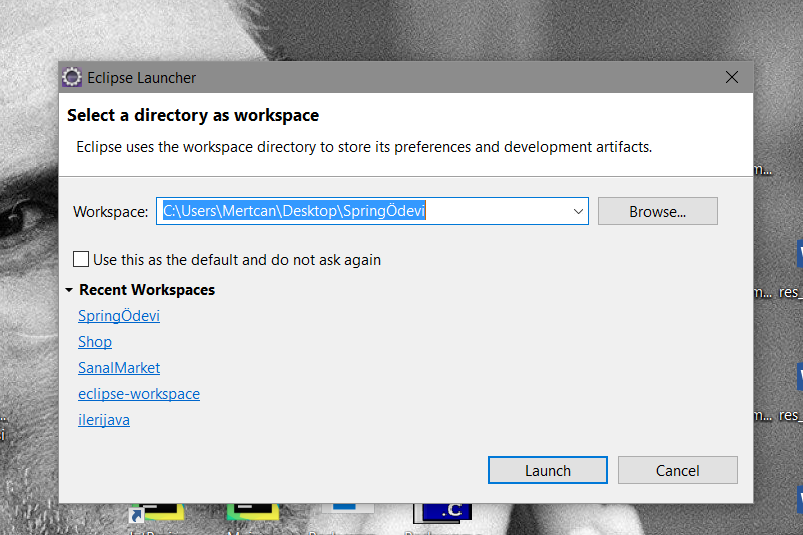 Eclipse Launcher
Select a directory as workspace
Eclipse uses the workspace directory to store its preferences and development artifacts.
Workspace: C:\Users\Mertcan\Desktop\SpringÖdevi Browse...
Use this as the default and do not ask again
Recent Workspaces
SpringÖdevi
Shop
SanalMarket
eclipse-workspace
ilerijava
Launch Cancel
m...
m... res_
m... res_
.C